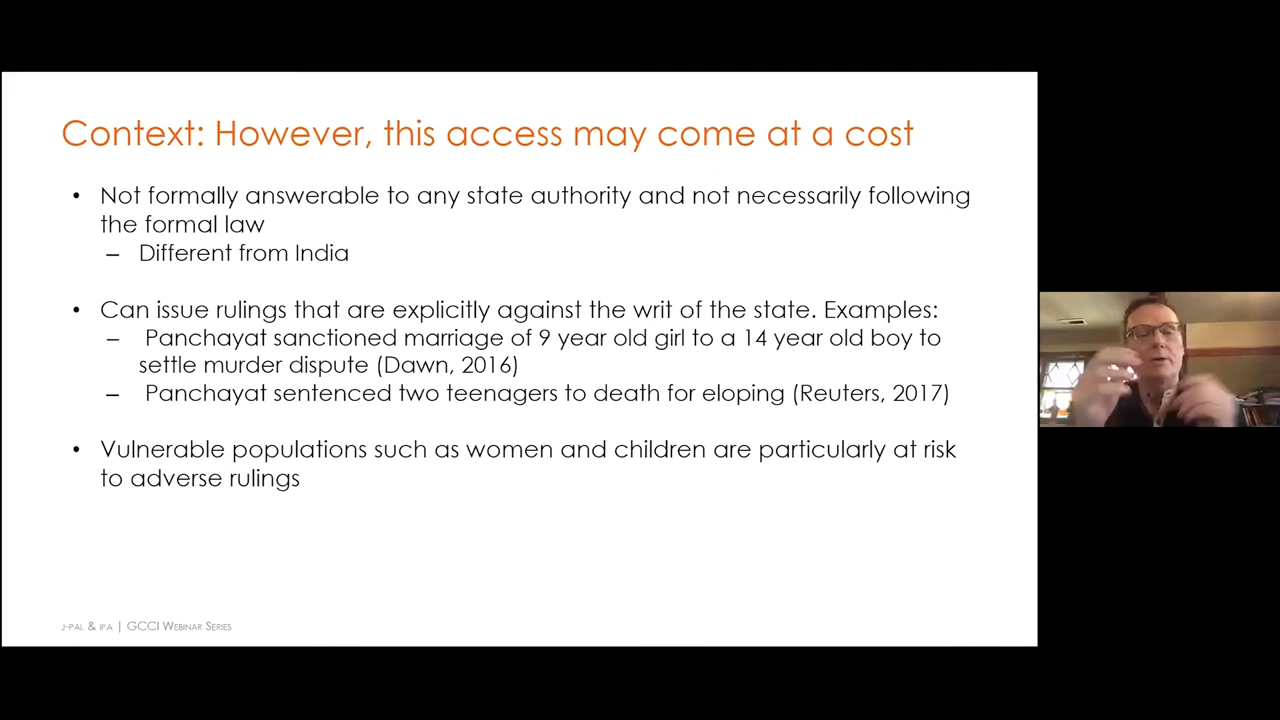 Context: However, this access may come at a cost
• Not formally answerable to any state authority and not necessarily following
the formal law
– Different from India
• Can issue rulings that are explicitly against the writ of the state. Examples:
– Panchayat sanctioned marriage of 9 year old girl to a 14 year old boy to
settle murder dispute (Dawn, 2016)
– Panchayat sentenced two teenagers to death for eloping (Reuters, 2017)
• Vulnerable populations such as women and children are particularly at risk
to adverse rulings
J-PAL & IPA | GCCI WEBINAR SERIES